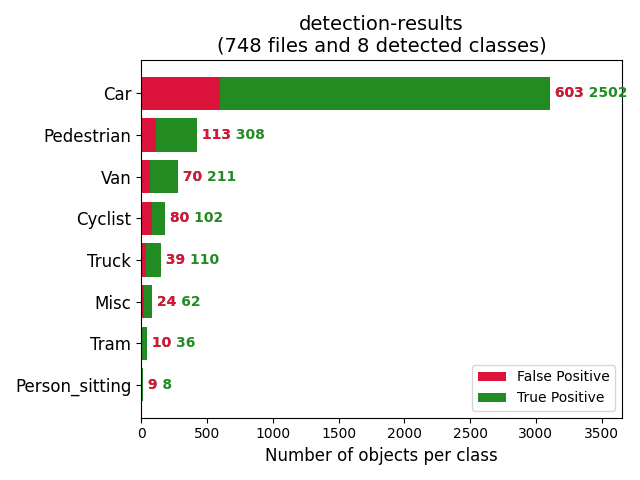 detection-results
(748 files and 8 detected classes)
Car 603 2502
Pedestrian 113 308
Van 70 211
Cyclist 80 102
Truck 39 110
Misc 24 62
Tram 10 36
Person_sitting 9 8
False Positive
True Positive
0 500 1000 1500 2000 2500 3000 3500
Number of objects per class